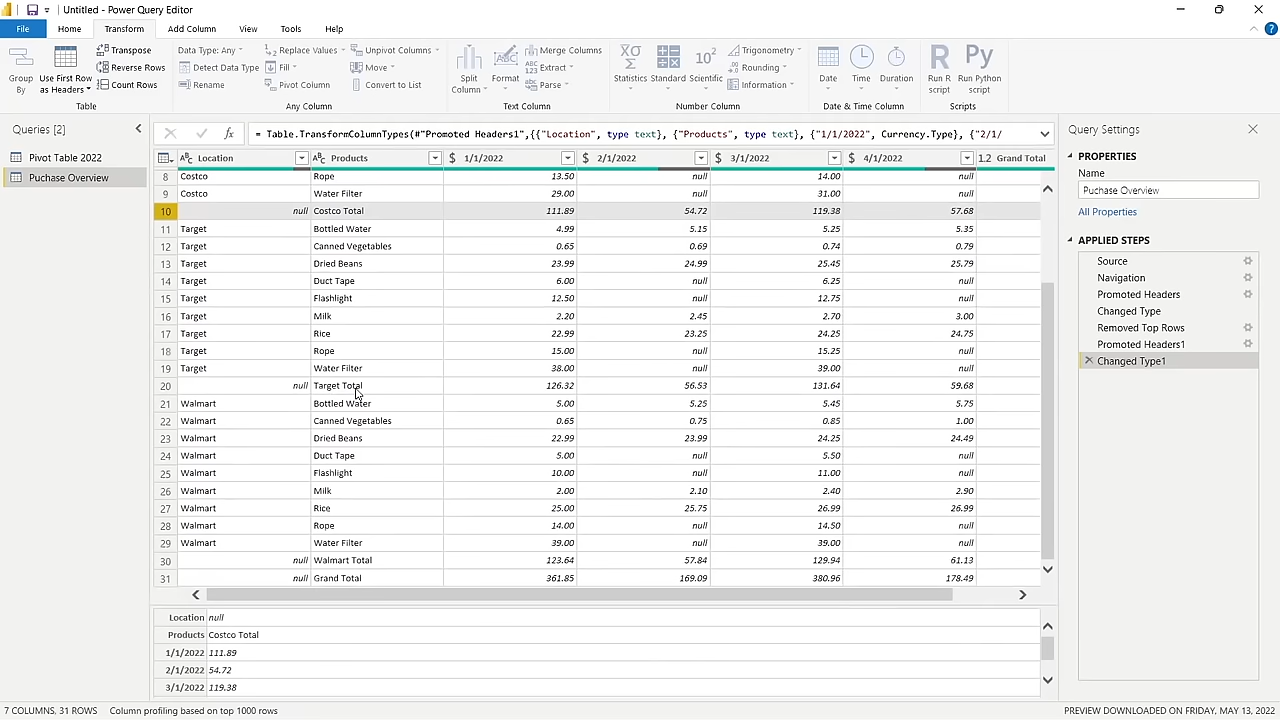 Untitled - Power Query Editor
File Home Transform Add Column View Tools Help
Group By
Use First Row as Headers
Transpose
Reverse Rows
Count Rows
Table
Data Type: Any
Detect Data Type
Rename
Replace Values
Fill
Pivot Column
Unpivot Columns
Move
Convert to List
Any Column
Split Column
Format
Merge Columns
Extract
Parse
Text Column
Statistics
Standard
Scientific
Trigonometry
Rounding
Information
Number Column
Date
Time
Duration
Date & Time Column
Run R script
Run Python script
Scripts
Queries [2]
Pivot Table 2022
Puchase Overview
= Table.TransformColumnTypes(#"Promoted Headers1",{{"Location", type text}, {"Products", type text}, {"1/1/2022", Currency.Type}, {"2/1/
Location Products $ 1/1/2022 $ 2/1/2022 $ 3/1/2022 $ 4/1/2022 1.2 Grand Total
8 Costco Rope 13.50 null 14.00 null
9 Costco Water Filter 29.00 null 31.00 null
10 null Costco Total 111.89 54.72 119.38 57.68
11 Target Bottled Water 4.99 5.15 5.25 5.35
12 Target Canned Vegetables 0.65 0.69 0.74 0.79
13 Target Dried Beans 23.99 24.99 25.45 25.79
14 Target Duct Tape 6.00 null 6.25 null
15 Target Flashlight 12.50 null 12.75 null
16 Target Milk 2.20 2.45 2.70 3.00
17 Target Rice 22.99 23.25 24.25 24.75
18 Target Rope 15.00 null 15.25 null
19 Target Water Filter 38.00 null 39.00 null
20 null Target Total 126.32 56.53 131.64 59.68
21 Walmart Bottled Water 5.00 5.25 5.45 5.75
22 Walmart Canned Vegetables 0.65 0.75 0.85 1.00
23 Walmart Dried Beans 22.99 23.99 24.25 24.49
24 Walmart Duct Tape 5.00 null 5.50 null
25 Walmart Flashlight 10.00 null 11.00 null
26 Walmart Milk 2.00 2.10 2.40 2.90
27 Walmart Rice 25.00 25.75 26.99 26.99
28 Walmart Rope 14.00 null 14.50 null
29 Walmart Water Filter 39.00 null 39.00 null
30 null Walmart Total 123.64 57.84 129.94 61.13
31 null Grand Total 361.85 169.09 380.96 178.49
Location null
Products Costco Total
1/1/2022 111.89
2/1/2022 54.72
3/1/2022 119.38
Query Settings
PROPERTIES
Name
Puchase Overview
All Properties
APPLIED STEPS
Source
Navigation
Promoted Headers
Changed Type
Removed Top Rows
Promoted Headers1
Changed Type1
7 COLUMNS, 31 ROWS Column profiling based on top 1000 rows
PREVIEW DOWNLOADED ON FRIDAY, MAY 13, 2022